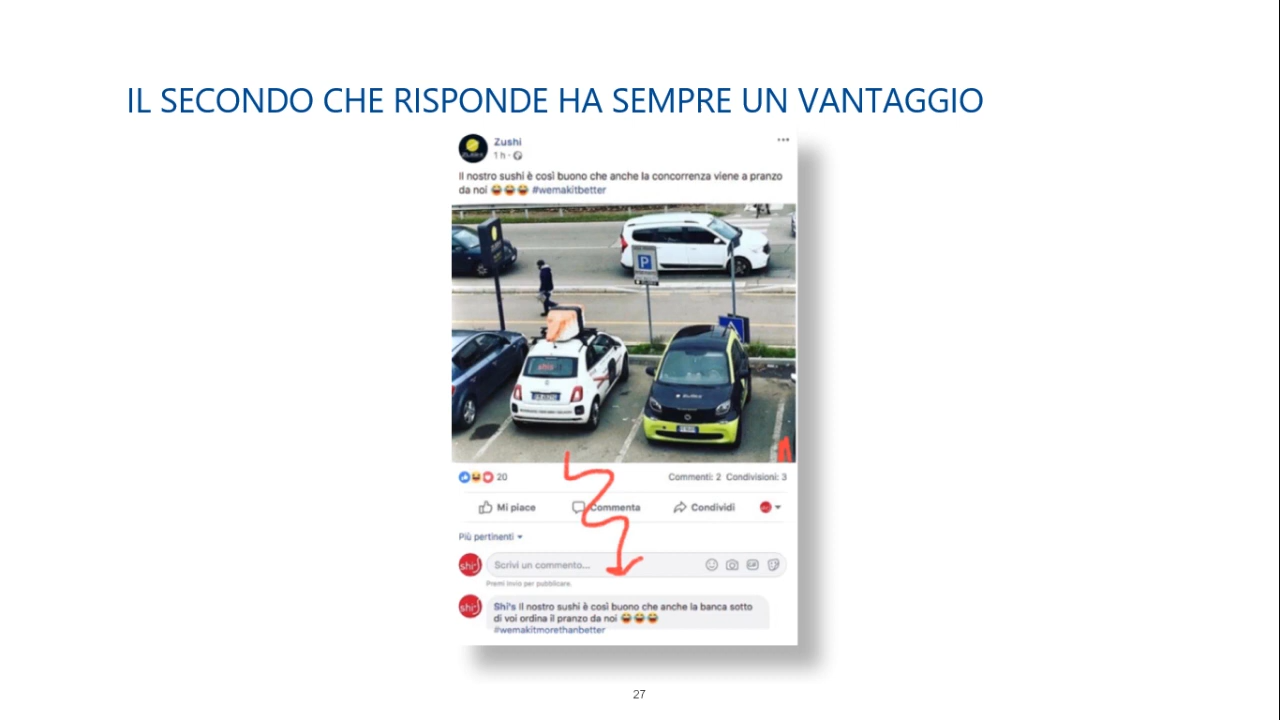 IL SECONDO CHE RISPONDE HA SEMPRE UN VANTAGGIO
Zushi
1 h
Il nostro sushi è così buono che anche la concorrenza viene a pranzo
da noi 😂😂😂 #wemakitbetter
P
20
Commenti: 2 Condivisioni: 3
Mi piace
Commenta
Condividi
Più pertinenti
shi's
Scrivi un commento...
Premi Invio per pubblicare.
shi's
Shi's Il nostro sushi è così buono che anche la banca sotto
di voi ordina il pranzo da noi 😂😂😂
#wemakitmorethanbetter
27